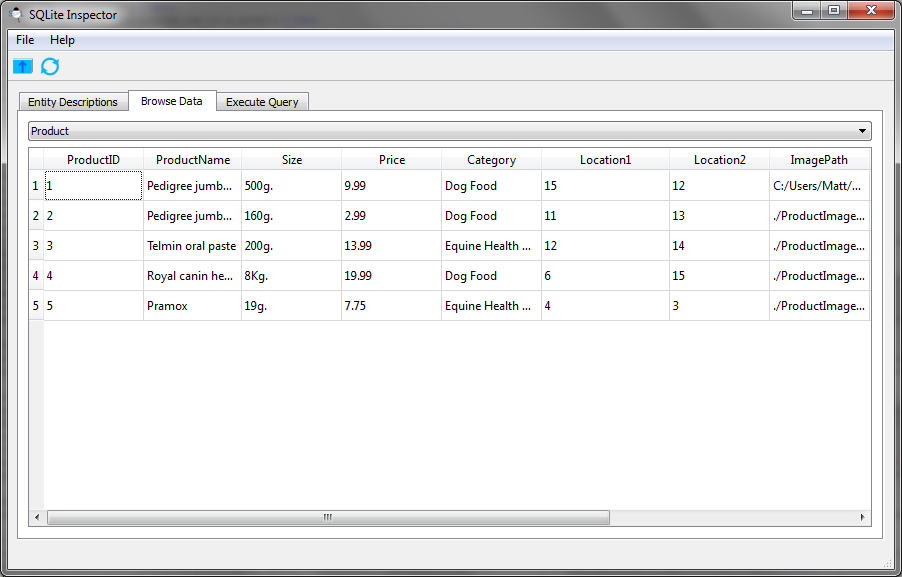 SQLite Inspector
File Help
Entity Descriptions Browse Data Execute Query
Product
ProductID ProductName Size Price Category Location1 Location2 ImagePath
1 1 Pedigree jumb... 500g. 9.99 Dog Food 15 12 C:/Users/Matt/...
2 2 Pedigree jumb... 160g. 2.99 Dog Food 11 13 ./ProductImage...
3 3 Telmin oral paste 200g. 13.99 Equine Health ... 12 14 ./ProductImage...
4 4 Royal canin he... 8Kg. 19.99 Dog Food 6 15 ./ProductImage...
5 5 Pramox 19g. 7.75 Equine Health ... 4 3 ./ProductImage...